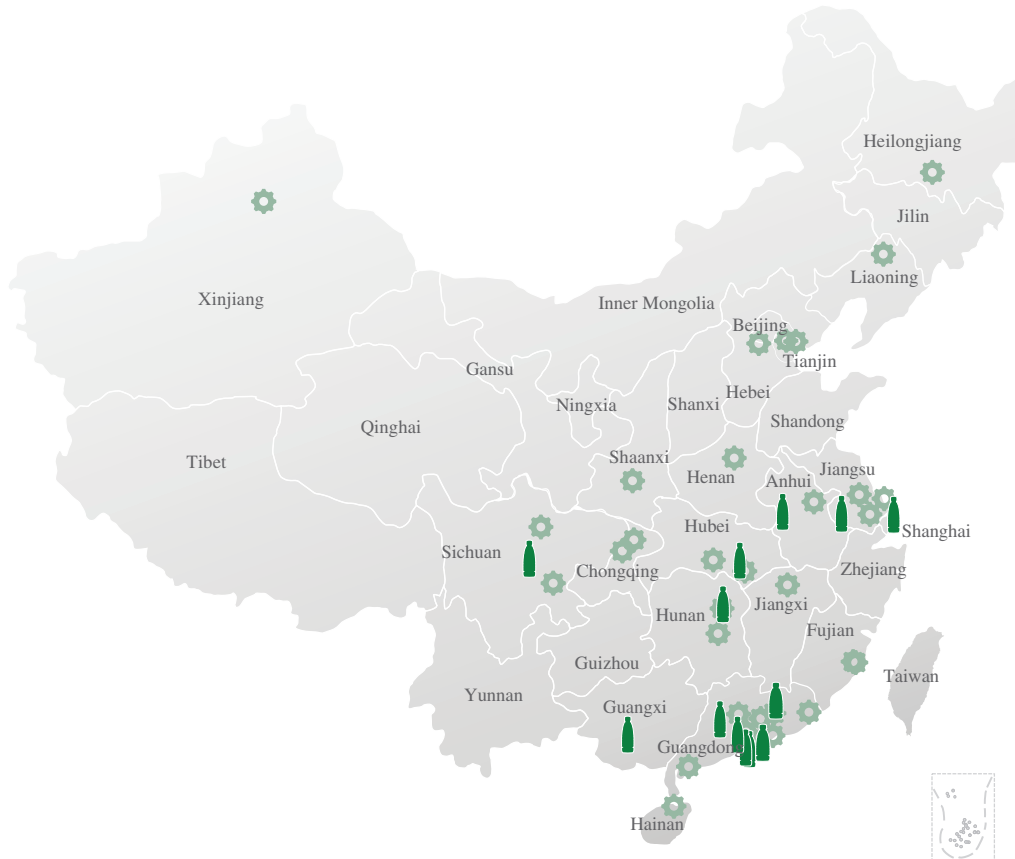 Heilongjiang
Jilin
Liaoning
Xinjiang
Inner Mongolia
Beijing
Tianjin
Gansu
Hebei
Ningxia
Shanxi
Shandong
Qinghai
Tibet
Shaanxi
Henan
Anhui
Jiangsu
Hubei
Shanghai
Sichuan
Chongqing
Zhejiang
Hunan
Jiangxi
Fujian
Guizhou
Taiwan
Yunnan
Guangxi
Guangdong
Hainan